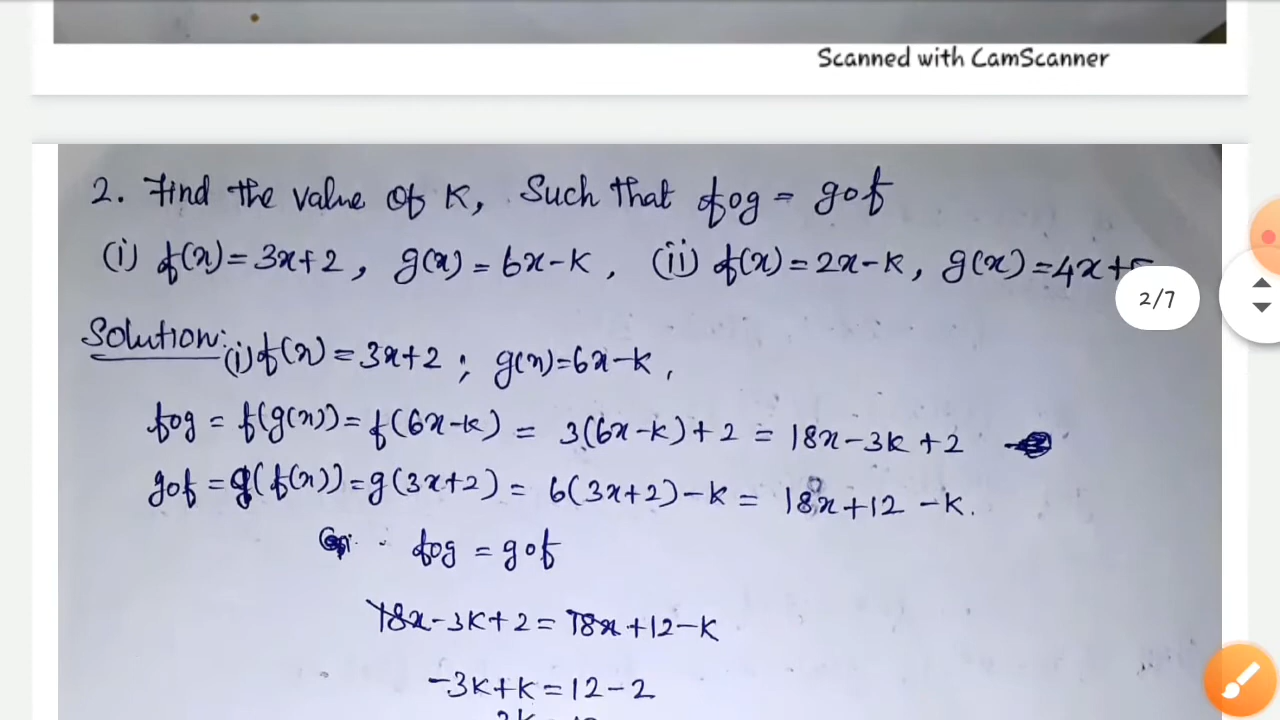 Scanned with CamScanner
2. Find the value of K, Such that fog = gof
(i) f(x) = 3x+2, g(x) = 6x-K, (ii) f(x) = 2x-K, g(x) = 4x+
2/7
Solution: (i) f(x) = 3x+2 ; g(x)=6x-K,
fog = f(g(x)) = f(6x-K) = 3(6x-K)+2 = 18x-3K+2
gof = g(f(x)) = g(3x+2) = 6(3x+2)-K = 18x+12-K.
fog = gof
18x-3K+2 = 18x+12-K
-3K+K = 12-2